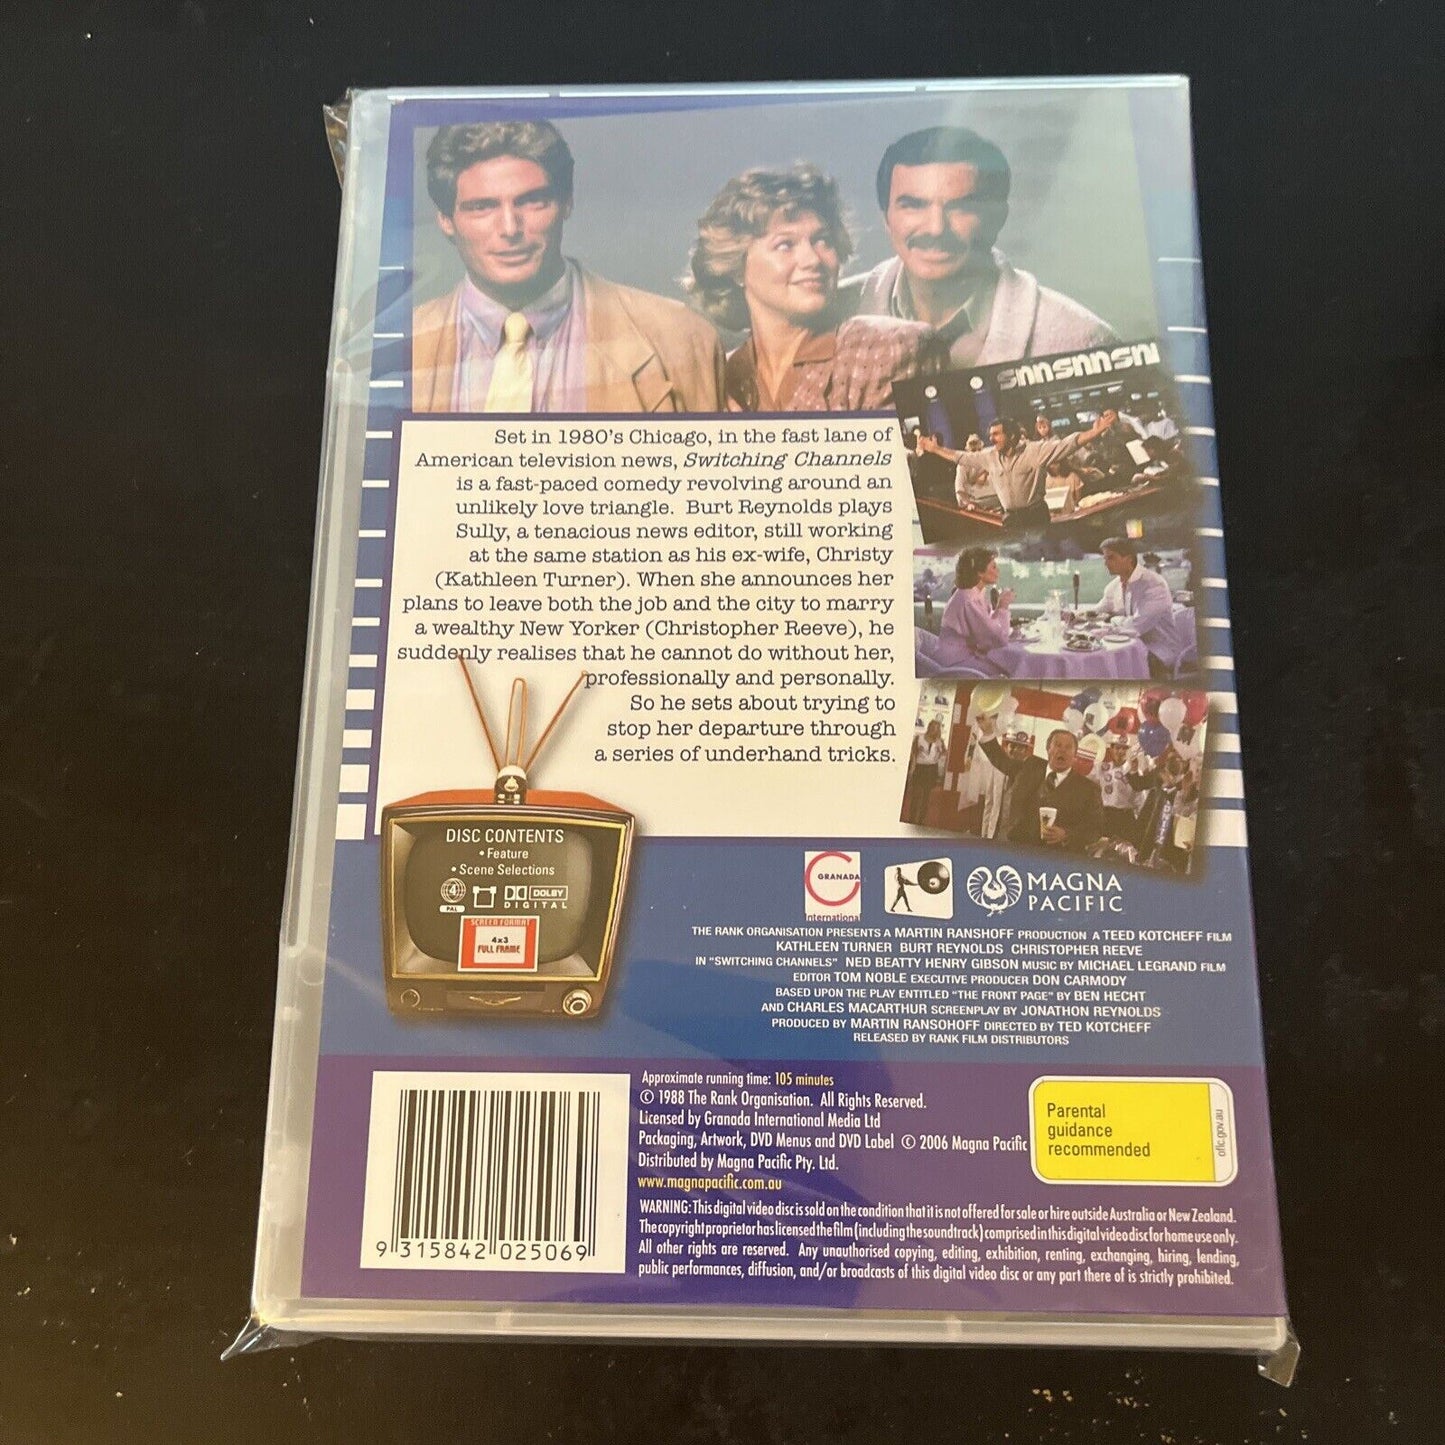 snnsnnsnn
Set in 1980's Chicago, in the fast lane of
American television news, Switching Channels
is a fast-paced comedy revolving around an
unlikely love triangle. Burt Reynolds plays
Sully, a tenacious news editor, still working
at the same station as his ex-wife, Christy
(Kathleen Turner). When she announces her
plans to leave both the job and the city to marry
a wealthy New Yorker (Christopher Reeve), he
suddenly realises that he cannot do without her,
professionally and personally.
So he sets about trying to
stop her departure through
a series of underhand tricks.
DISC CONTENTS
• Feature
• Scene Selections
4
PAL
DOLBY
DIGITAL
SCREEN FORMAT
4x3
FULL FRAME
GRANADA
International
MAGNA
PACIFIC
THE RANK ORGANISATION PRESENTS A MARTIN RANSHOFF PRODUCTION A TEED KOTCHEFF FILM
KATHLEEN TURNER BURT REYNOLDS CHRISTOPHER REEVE
IN "SWITCHING CHANNELS" NED BEATTY HENRY GIBSON MUSIC BY MICHAEL LEGRAND FILM
EDITOR TOM NOBLE EXECUTIVE PRODUCER DON CARMODY
BASED UPON THE PLAY ENTITLED "THE FRONT PAGE" BY BEN HECHT
AND CHARLES MACARTHUR SCREENPLAY BY JONATHON REYNOLDS
PRODUCED BY MARTIN RANSOHOFF DIRECTED BY TED KOTCHEFF
RELEASED BY RANK FILM DISTRIBUTORS
Approximate running time: 105 minutes
© 1988 The Rank Organisation. All Rights Reserved.
Licensed by Granada International Media Ltd
Packaging, Artwork, DVD Menus and DVD Label © 2006 Magna Pacific
Distributed by Magna Pacific Pty. Ltd.
www.magnapacific.com.au
Parental
guidance
recommended
oflc.gov.au
WARNING: This digital video disc is sold on the condition that it is not offered for sale or hire outside Australia or New Zealand.
The copyright proprietor has licensed the film (including the soundtrack) comprised in this digital video disc for home use only.
All other rights are reserved. Any unauthorised copying, editing, exhibition, renting, exchanging, hiring, lending,
public performances, diffusion, and/or broadcasts of this digital video disc or any part there of is strictly prohibited.
9 315842 025069